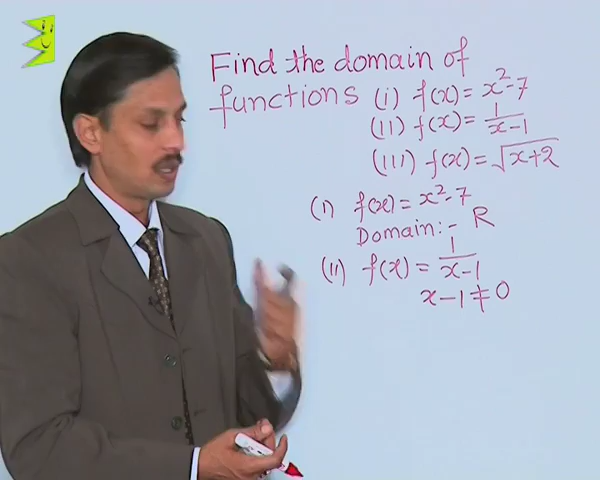 Find the domain of
functions (i) f(x) = x²-7
(ii) f(x) = 1/(x-1)
(iii) f(x) = √(x+2)
(i) f(x) = x²-7
Domain:- R
(ii) f(x) = 1/(x-1)
x-1≠0